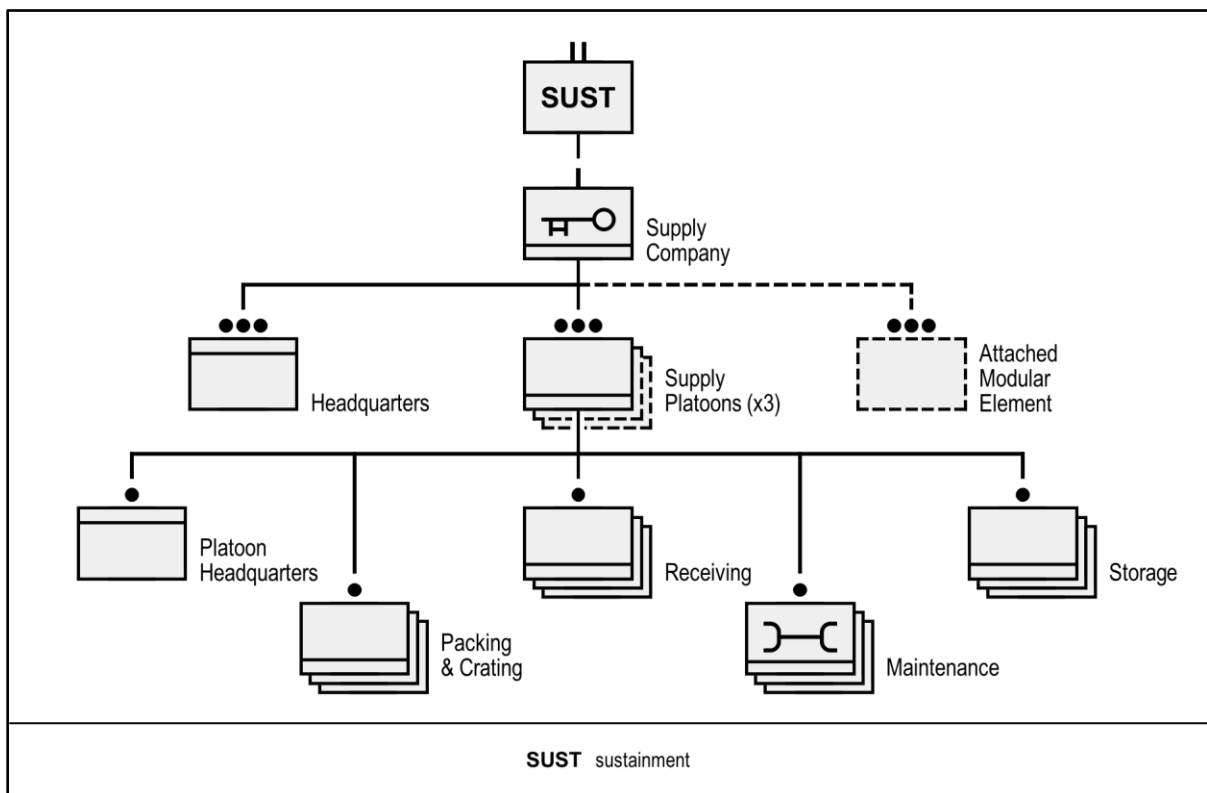 SUST
Supply
Company
Headquarters
Supply
Platoons (x3)
Attached
Modular
Element
Platoon
Headquarters
Packing
& Crating
Receiving
Maintenance
Storage
SUST sustainment